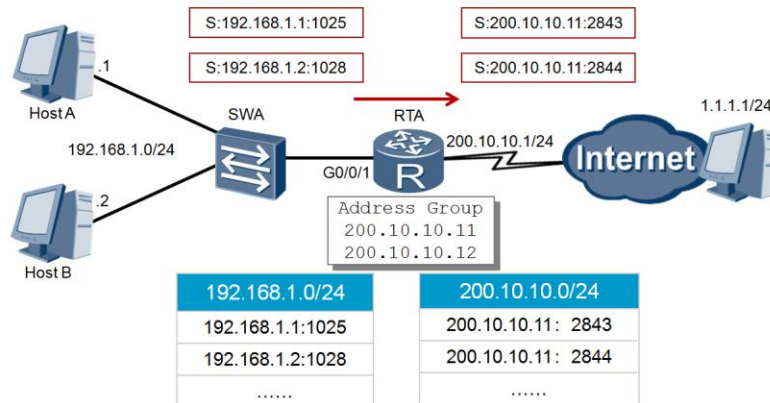 S:192.168.1.1:1025
S:200.10.10.11:2843
S:192.168.1.2:1028
S:200.10.10.11:2844
.1
Host A
SWA
RTA
1.1.1.1/24
192.168.1.0/24
200.10.10.1/24
Internet
G0/0/1
R
.2
Host B
Address Group
200.10.10.11
200.10.10.12
192.168.1.0/24
200.10.10.0/24
192.168.1.1:1025
200.10.10.11: 2843
192.168.1.2:1028
200.10.10.11: 2844
......
......